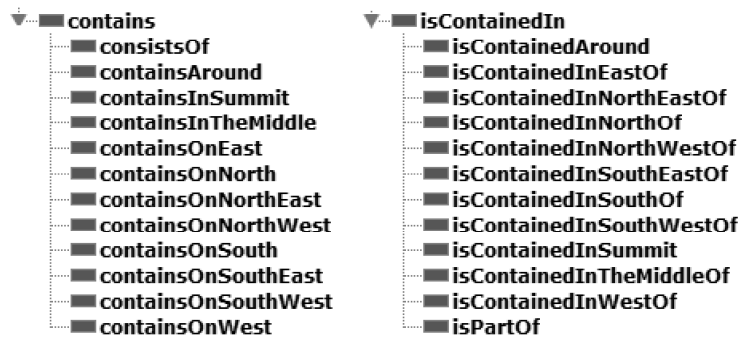 contains
consistsOf
containsAround
containsInSummit
containsInTheMiddle
containsOnEast
containsOnNorth
containsOnNorthEast
containsOnNorthWest
containsOnSouth
containsOnSouthEast
containsOnSouthWest
containsOnWest
isContainedIn
isContainedAround
isContainedInEastOf
isContainedInNorthEastOf
isContainedInNorthOf
isContainedInNorthWestOf
isContainedInSouthEastOf
isContainedInSouthOf
isContainedInSouthWestOf
isContainedInSummit
isContainedInTheMiddleOf
isContainedInWestOf
isPartOf